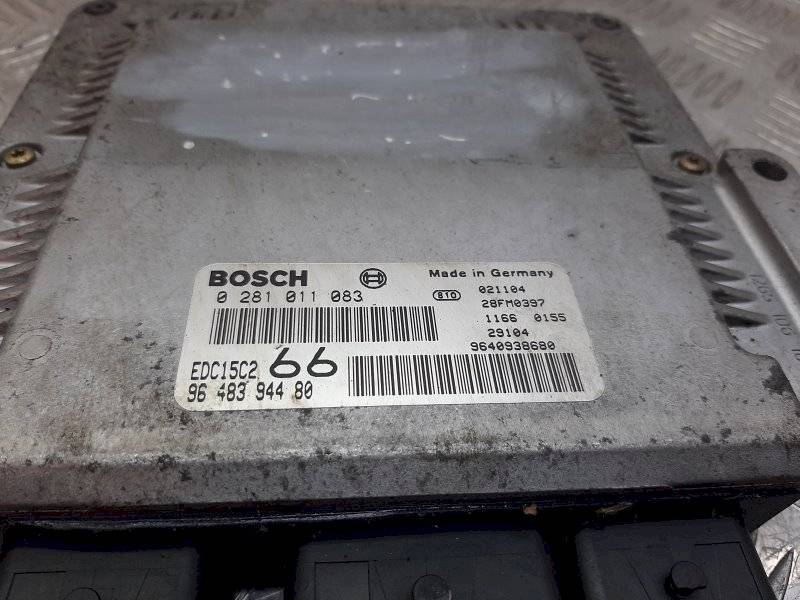 BOSCH
0 281 011 083
EDC15C2 66
96 483 944 80
Made in Germany
610 021104
28FM0397
1166 0155
29104
9640938680